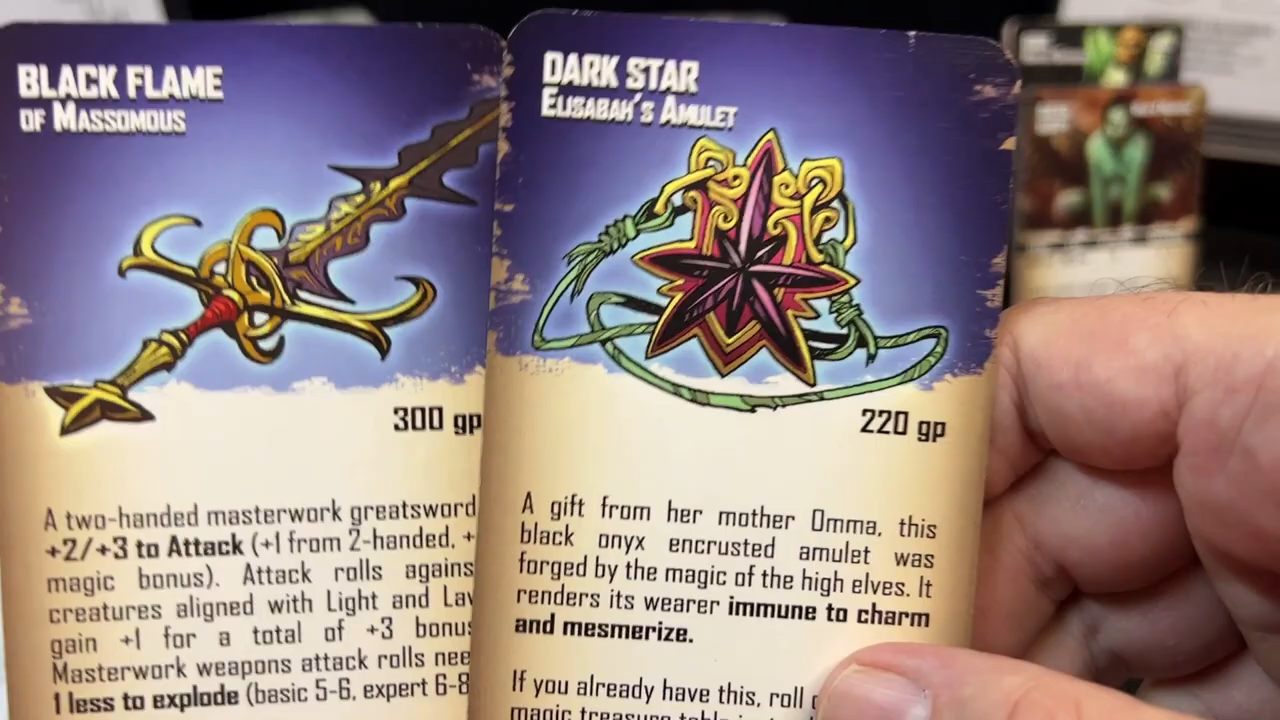 BLACK FLAME
OF MASSOMOUS
300 gp
A two-handed masterwork greatsword
+2/+3 to Attack (+1 from 2-handed, +
magic bonus). Attack rolls agains
creatures aligned with Light and La
gain +1 for a total of +3 bonus
Masterwork weapons attack rolls nee
1 less to explode (basic 5-6, expert 6-8
DARK STAR
ELISABAH'S AMULET
220 gp
A gift from her mother Omma, this
black onyx encrusted amulet was
forged by the magic of the high elves. It
renders its wearer immune to charm
and mesmerize.
If you already have this, roll
magic treasure table